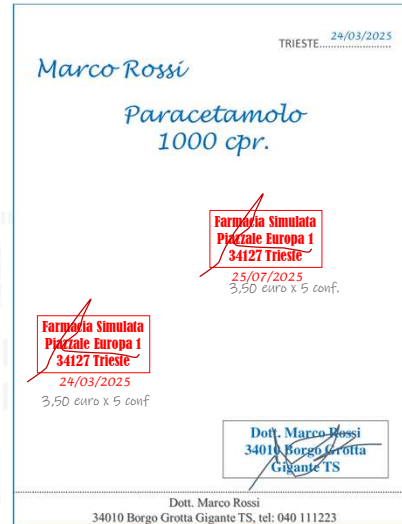 TRIESTE........................ 24/03/2025
Marco Rossi
Paracetamolo
1000 cpr.
Farmacia Simulata
Piazzale Europa 1
34127 Trieste
25/07/2025
3,50 euro x 5 conf.
Farmacia Simulata
Piazzale Europa 1
34127 Trieste
24/03/2025
3,50 euro x 5 conf
Dott. Marco Rossi
34010 Borgo Grotta
Gigante TS
Dott. Marco Rossi
34010 Borgo Grotta Gigante TS, tel: 040 111223